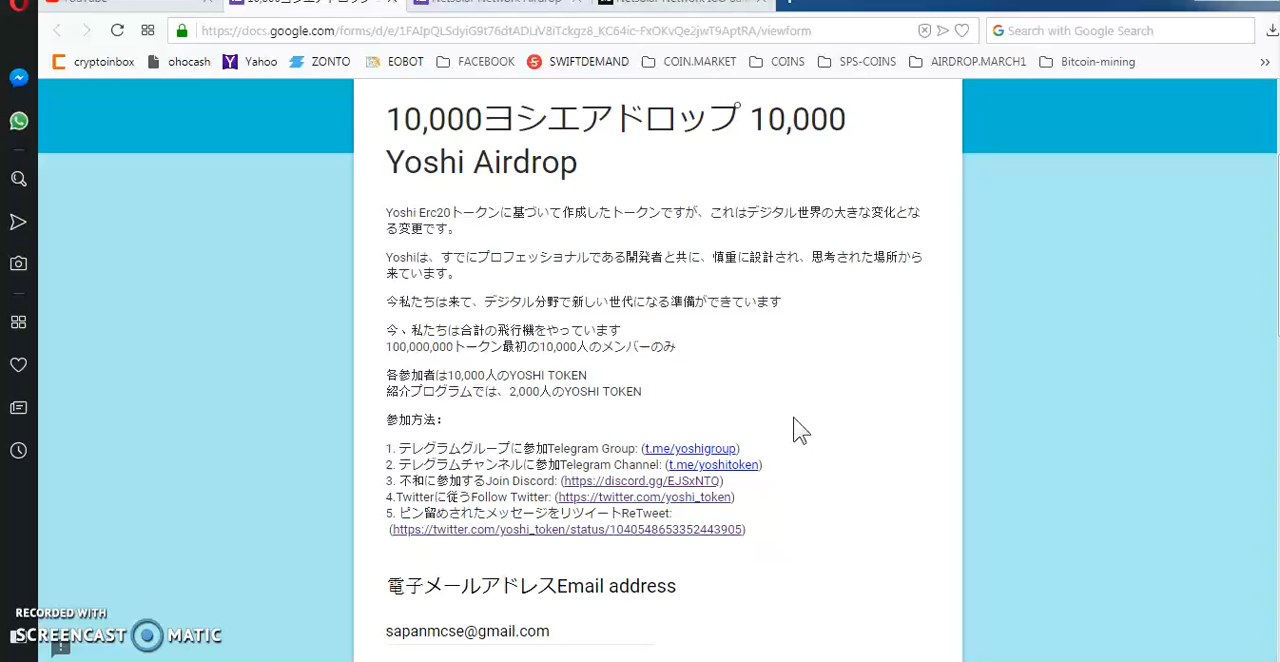 10,000ヨシエアドロップ
https://docs.google.com/forms/d/e/1FAIpQLSdyiG9t76dtADLiV8iTckgz8_KC64ic-FxOKvQe2jwT9AptRA/viewform
Search with Google Search
cryptoinbox ohocash Yahoo ZONTO EOBOT FACEBOOK SWIFTDEMAND COIN.MARKET COINS SPS-COINS AIRDROP.MARCH1 Bitcoin-mining
10,000ヨシエアドロップ 10,000
Yoshi Airdrop
Yoshi Erc20トークンに基づいて作成したトークンですが、これはデジタル世界の大きな変化とな
る変更です。
Yoshiは、すでにプロフェッショナルである開発者と共に、慎重に設計され、思考された場所から
来ています。
今私たちは来て、デジタル分野で新しい世代になる準備ができています
今、私たちは合計の飛行機をやっています
100,000,000トークン最初の10,000人のメンバーのみ
各参加者は10,000人のYOSHI TOKEN
紹介プログラムでは、2,000人のYOSHI TOKEN
参加方法：
1. テレグラムグループに参加Telegram Group: (t.me/yoshigroup)
2. テレグラムチャンネルに参加Telegram Channel: (t.me/yoshitoken)
3. 不和に参加するJoin Discord: (https://discord.gg/EJSxNTQ)
4.Twitterに従うFollow Twitter: (https://twitter.com/yoshi_token)
5. ピン留めされたメッセージをリツイートReTweet:
(https://twitter.com/yoshi_token/status/1040548653352443905)
電子メールアドレスEmail address
sapanmcse@gmail.com
RECORDED WITH
SCREENCAST MATIC